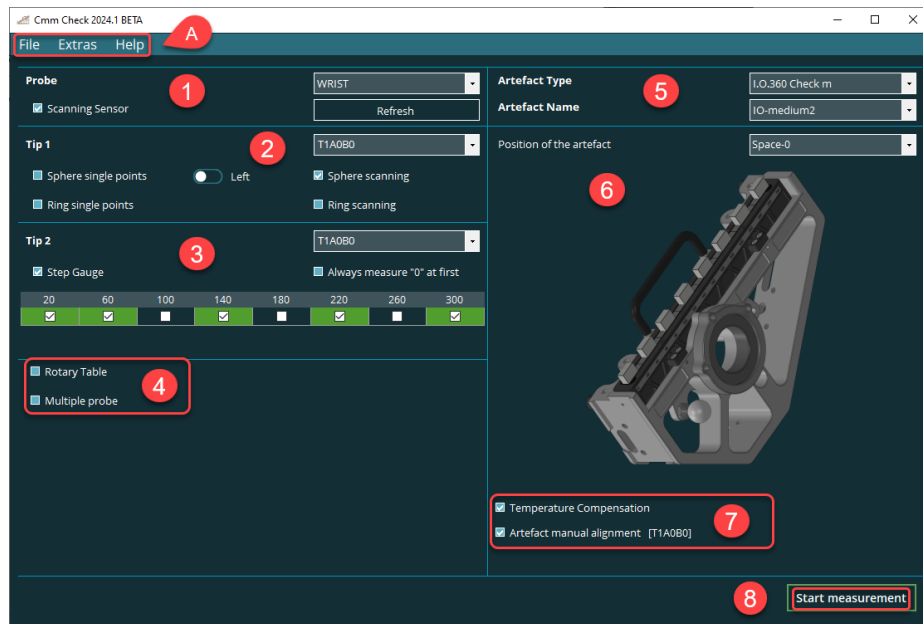 Cmm Check 2024.1 BETA
File Extras Help
A
Probe
1
WRIST
Scanning Sensor
Refresh
Tip 1
2
T1A0B0
Sphere single points
Left
Sphere scanning
Ring single points
Ring scanning
Tip 2
3
T1A0B0
Step Gauge
Always measure "0" at first
20 60 100 140 180 220 260 300
Rotary Table
4
Multiple probe
Artefact Type
5
I.O.360 Check m
Artefact Name
IO-medium2
Position of the artefact
Space-0
6
Temperature Compensation
7
Artefact manual alignment [T1A0B0]
8
Start measurement